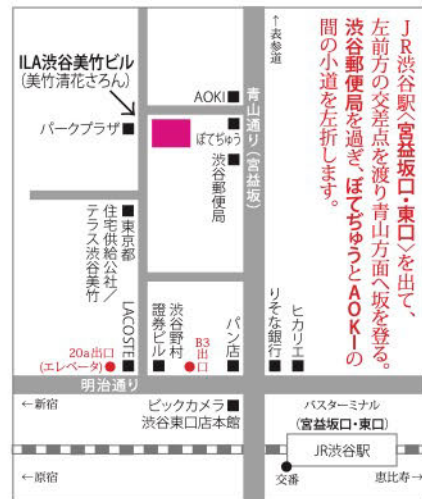 JR渋谷駅〈宮益坂口・東口〉を出て、
左前方の交差点を渡り青山方面へ坂を登る。
渋谷郵便局を過ぎ、ぼてぢゅうとAOKIの
間の小道を左折します。
←表参道
ILA渋谷美竹ビル
(美竹清花さろん)
AOKI
青山通り(宮益坂)
パークプラザ
ぼてぢゅう
渋谷郵便局
東京都
住宅供給公社/
テラス渋谷美竹
LACOSTE
渋谷野村
證券ビル
B3
出口
パン店
りそな銀行
ヒカリエ
20a出口
(エレベータ)
明治通り
←新宿
ビックカメラ
渋谷東口店本館
バスターミナル
(宮益坂口・東口)
JR渋谷駅
←原宿
交番
恵比寿→